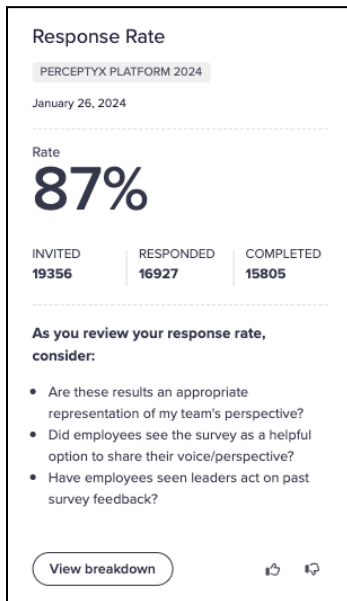 Response Rate
PERCEPTYX PLATFORM 2024
January 26, 2024
Rate
87%
INVITED RESPONDED COMPLETED
19356 16927 15805
As you review your response rate,
consider:
• Are these results an appropriate
representation of my team's perspective?
• Did employees see the survey as a helpful
option to share their voice/perspective?
• Have employees seen leaders act on past
survey feedback?
View breakdown